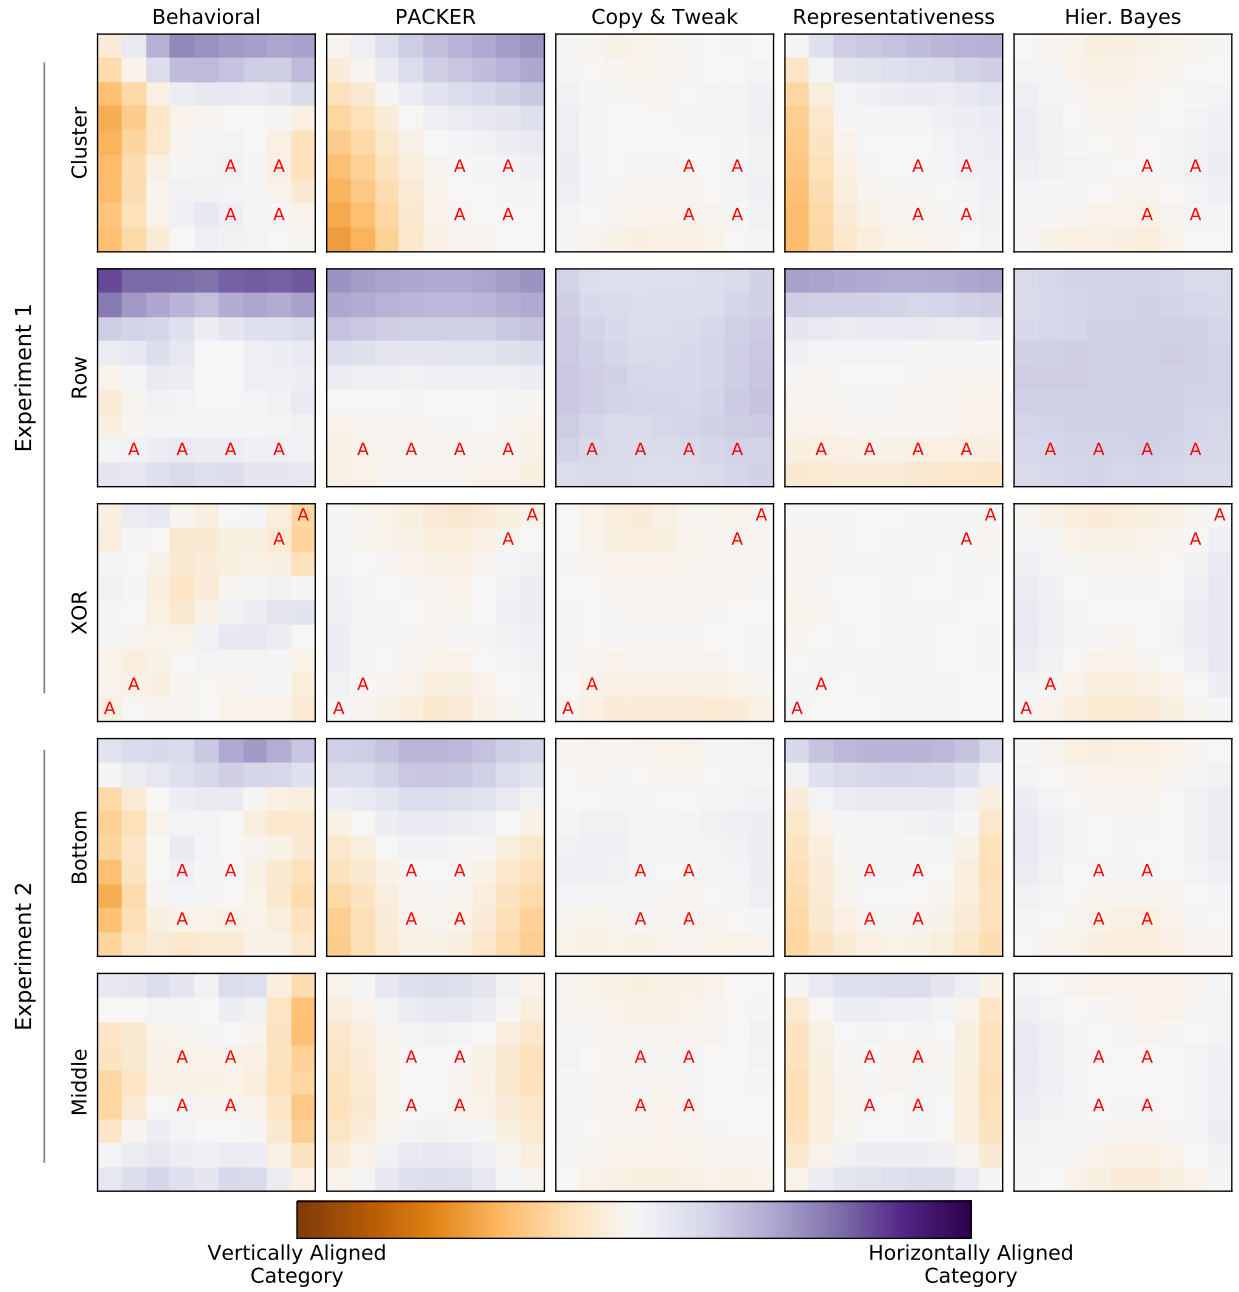 Behavioral PACKER Copy & Tweak Representativeness Hier. Bayes
Experiment 1
Cluster
A A A A A A A A A A
A A A A A A A A A A
Row
A A A A A A A A A A A A A A A A A A A A
XOR
A A A A A
A A A A A
A A A A A
A A A A A
Experiment 2
Bottom
A A A A A A A A A A
A A A A A A A A A A
Middle
A A A A A A A A A A
A A A A A A A A A A
Vertically Aligned Category
Horizontally Aligned Category